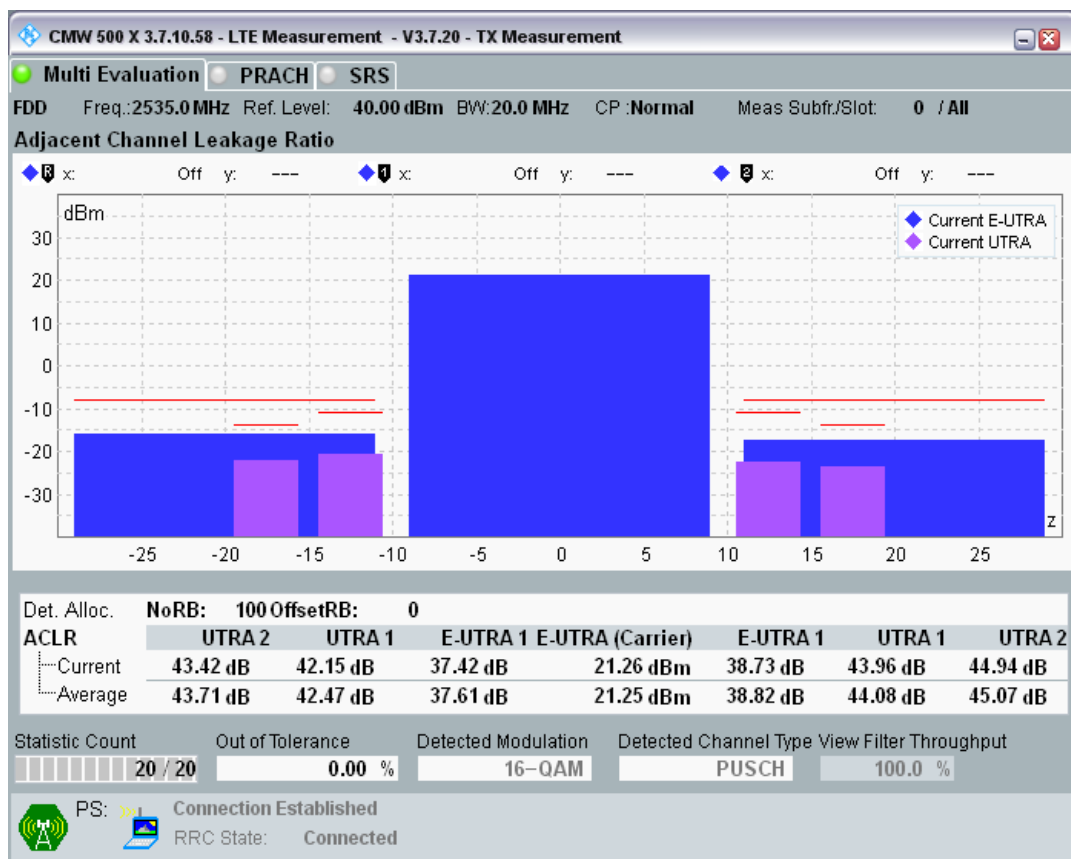 CMW 500 X 3.7.10.58 - LTE Measurement - V3.7.20 - TX Measurement
Multi Evaluation PRACH SRS
FDD Freq.:2535.0 MHz Ref. Level: 40.00 dBm BW:20.0 MHz CP :Normal Meas Subfr./Slot: 0 / All
Adjacent Channel Leakage Ratio
R x: Off y: --- 1 x: Off y: --- 2 x: Off y: ---
dBm
Current E-UTRA
Current UTRA
30
20
10
0
-10
-20
-30
z
-25 -20 -15 -10 -5 0 5 10 15 20 25
Det. Alloc. NoRB: 100 OffsetRB: 0
ACLR UTRA 2 UTRA 1 E-UTRA 1 E-UTRA (Carrier) E-UTRA 1 UTRA 1 UTRA 2
Current 43.42 dB 42.15 dB 37.42 dB 21.26 dBm 38.73 dB 43.96 dB 44.94 dB
Average 43.71 dB 42.47 dB 37.61 dB 21.25 dBm 38.82 dB 44.08 dB 45.07 dB
Statistic Count Out of Tolerance Detected Modulation Detected Channel Type View Filter Throughput
20 / 20 0.00 % 16-QAM PUSCH 100.0 %
PS: Connection Established
RRC State: Connected